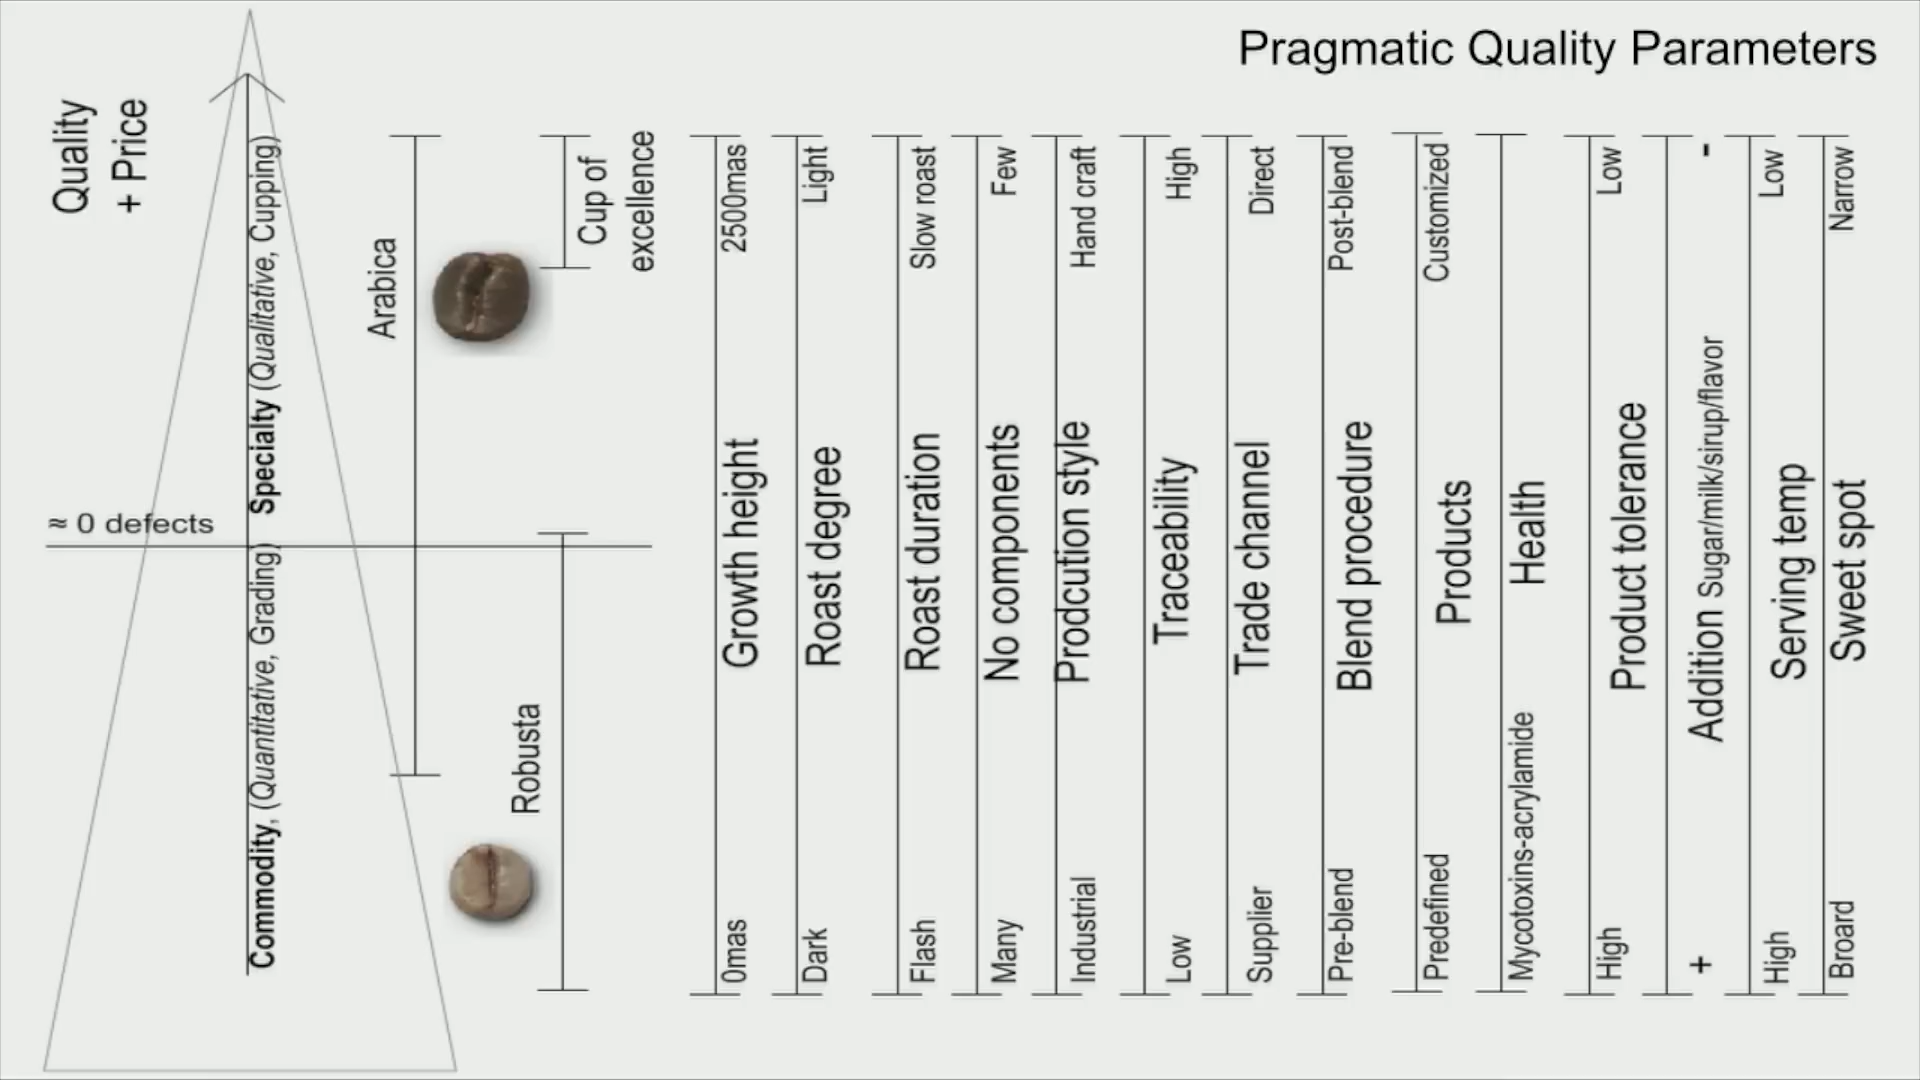 Pragmatic Quality Parameters
Quality
+ Price
≈ 0 defects
Specialty (Qualitative, Cupping)
Commodity, (Quantitative, Grading)
Arabica
Robusta
Cup of
excellence
2500mas
Growth height
0mas
Light
Roast degree
Dark
Slow roast
Roast duration
Flash
Few
No components
Many
Hand craft
Prodcution style
Industrial
High
Traceability
Low
Direct
Trade channel
Supplier
Post-blend
Blend procedure
Pre-blend
Customized
Products
Predefined
Health
Mycotoxins-acrylamide
Low
Product tolerance
High
-
Addition Sugar/milk/sirup/flavor
+
Low
Serving temp
High
Narrow
Sweet spot
Broard